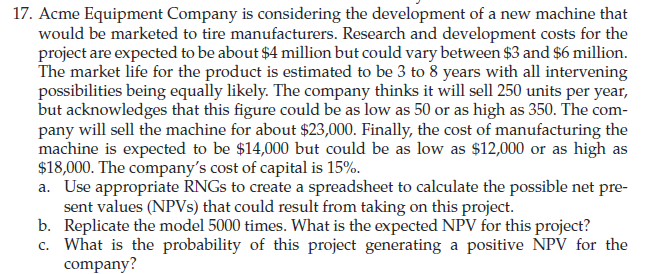 17. Acme Equipment Company is considering the development of a new machine that
would be marketed to tire manufacturers. Research and development costs for the
project are expected to be about $4 million but could vary between $3 and $6 million.
The market life for the product is estimated to be 3 to 8 years with all intervening
possibilities being equally likely. The company thinks it will sell 250 units per year,
but acknowledges that this figure could be as low as 50 or as high as 350. The com-
pany will sell the machine for about $23,000. Finally, the cost of manufacturing the
machine is expected to be $14,000 but could be as low as $12,000 or as high as
$18,000. The company's cost of capital is 15%.
a. Use appropriate RNGs to create a spreadsheet to calculate the possible net pre-
sent values (NPVs) that could result from taking on this project.
b. Replicate the model 5000 times. What is the expected NPV for this project?
c. What is the probability of this project generating a positive NPV for the
company?